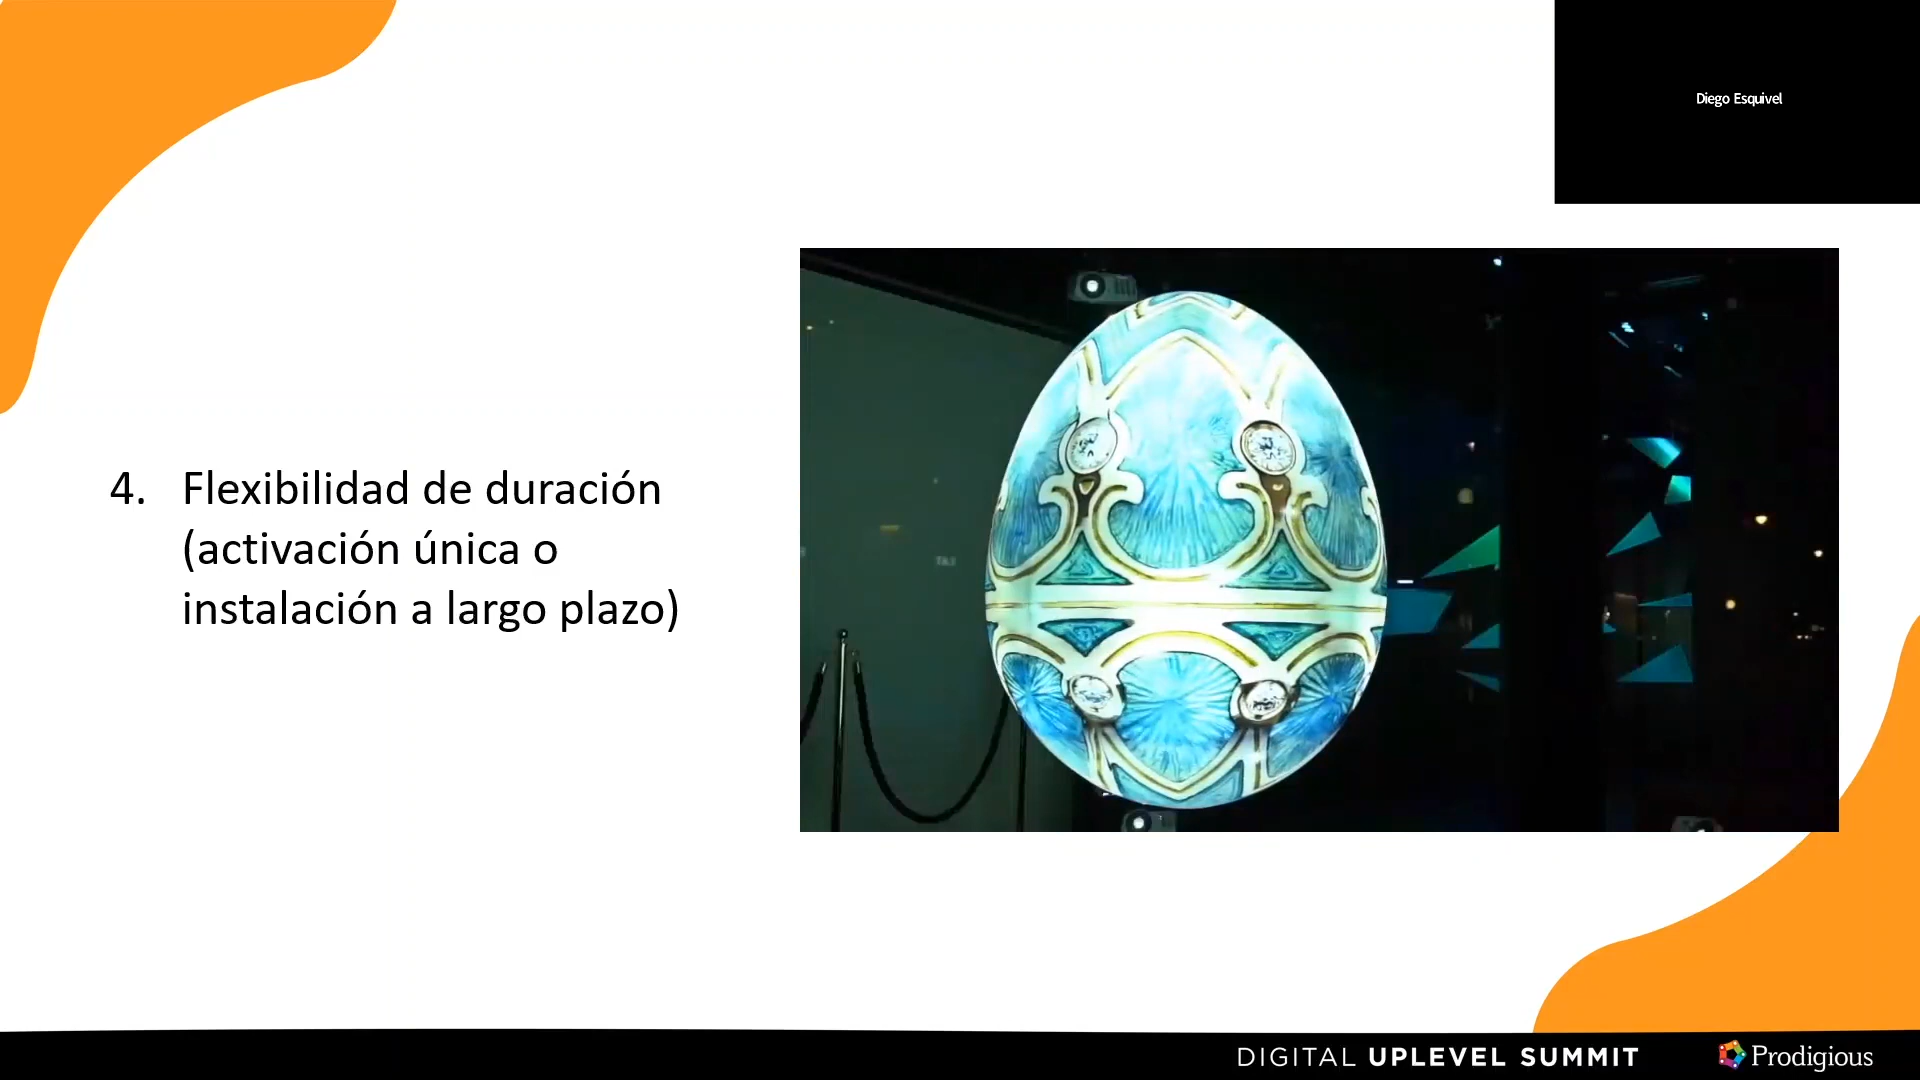 Diego Esquivel
4. Flexibilidad de duración
(activación única o
instalación a largo plazo)
DIGITAL UPLEVEL SUMMIT
Prodigious